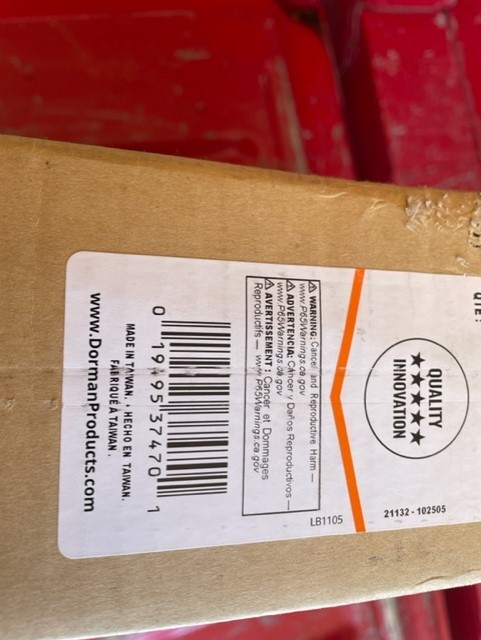 QTE:
QUALITY
★★★★★
INNOVATION
21132 - 102505
LB1105
⚠ WARNING: Cancer and Reproductive Harm —
www.P65Warnings.ca.gov
⚠ ADVERTENCIA: Cáncer y Daños Reproductivos —
www.P65Warnings.ca.gov
⚠ AVERTISSEMENT : Cancer et Dommages
Reproductifs — www.P65Warnings.ca.gov
0 19495 37470 1
MADE IN TAIWAN. / HECHO EN TAIWAN.
FABRIQUÉ À TAIWAN.
www.DormanProducts.com